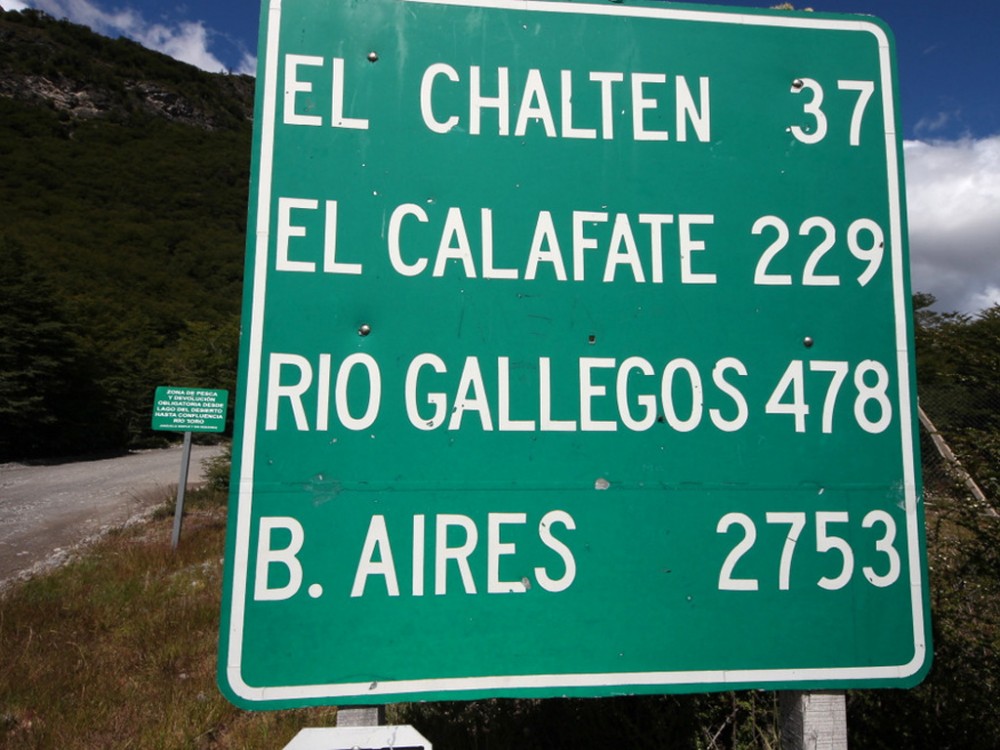 EL CHALTEN 37
EL CALAFATE 229
RIO GALLEGOS 478
B. AIRES 2753
ZONA DE PESCA
Y DEVOLUCIÓN
OBLIGATORIA DESDE
LAGO DEL DESIERTO
HASTA CONFLUENCIA
RIO TORO